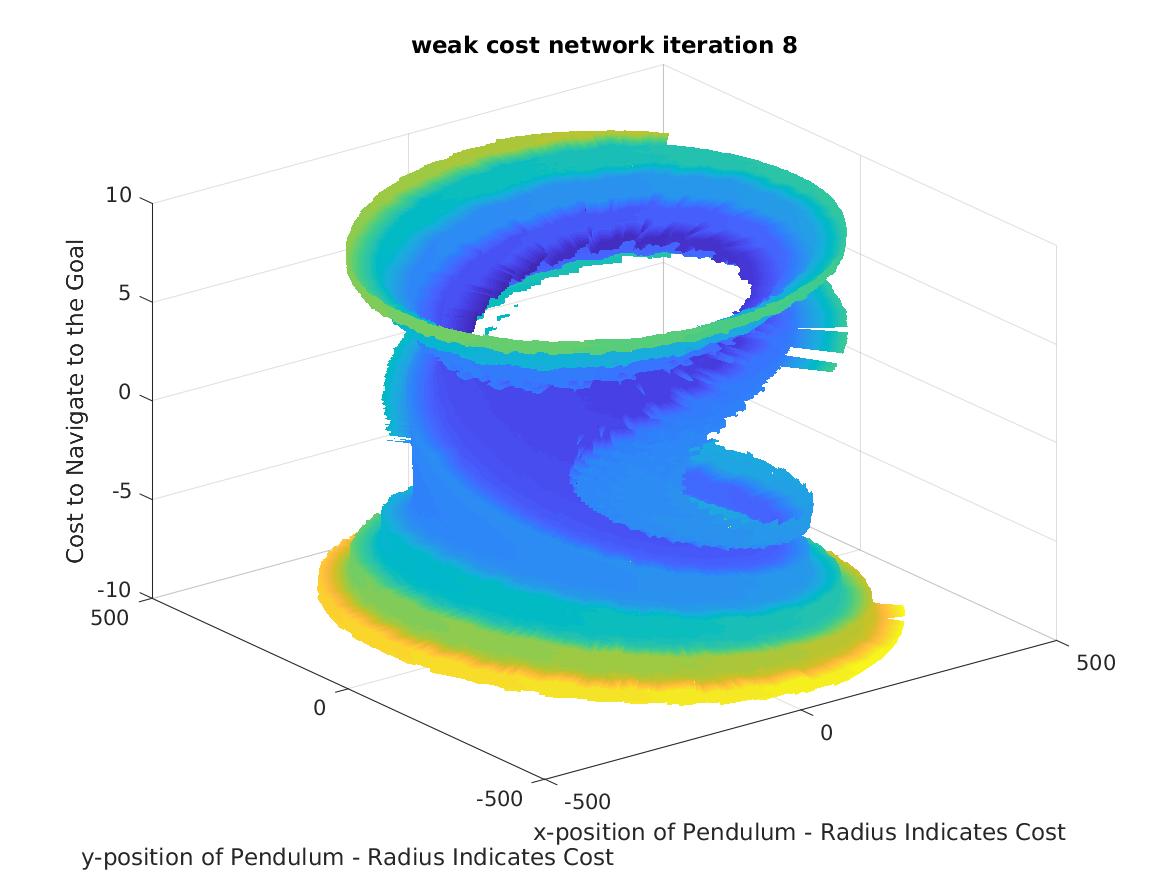 weak cost network iteration 8
Cost to Navigate to the Goal
10
5
0
-5
-10
500
0
-500
-500
0
500
x-position of Pendulum - Radius Indicates Cost
y-position of Pendulum - Radius Indicates Cost